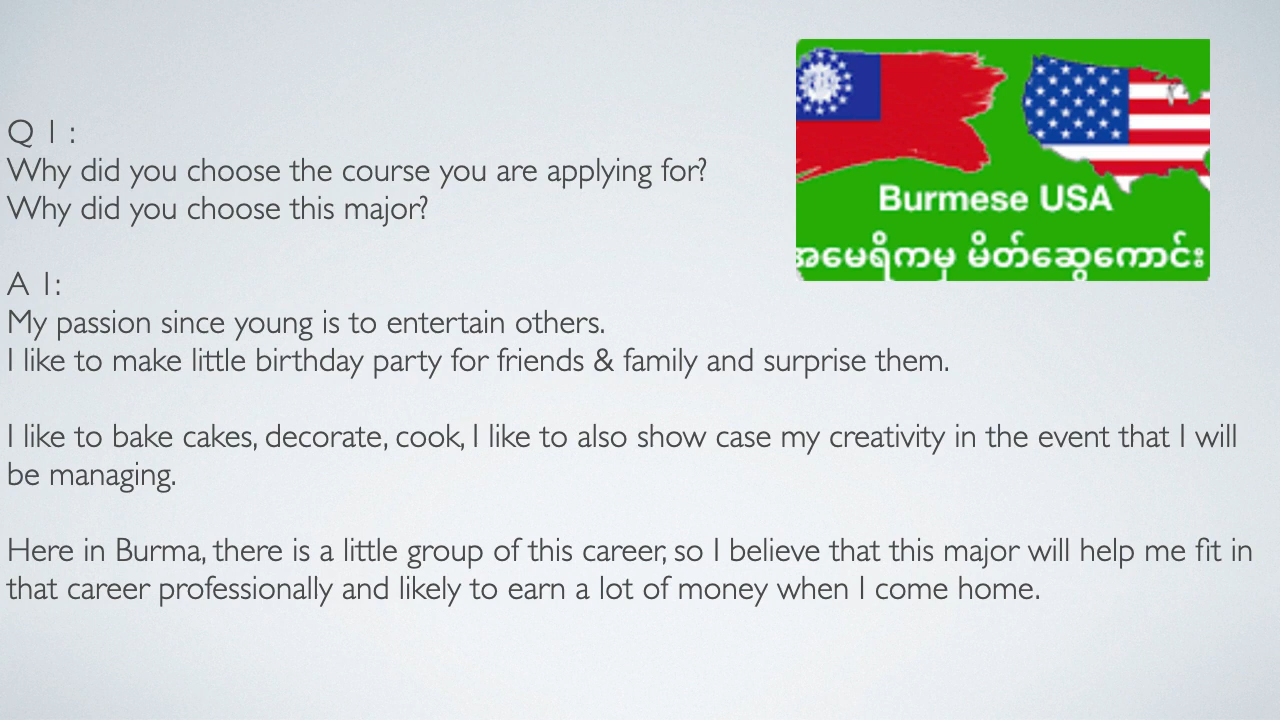 Q 1 :
Why did you choose the course you are applying for?
Why did you choose this major?
Burmese USA
အမေရိကမှ မိတ်ဆွေကောင်း
A 1:
My passion since young is to entertain others.
I like to make little birthday party for friends & family and surprise them.
I like to bake cakes, decorate, cook, I like to also show case my creativity in the event that I will
be managing.
Here in Burma, there is a little group of this career, so I believe that this major will help me fit in
that career professionally and likely to earn a lot of money when I come home.